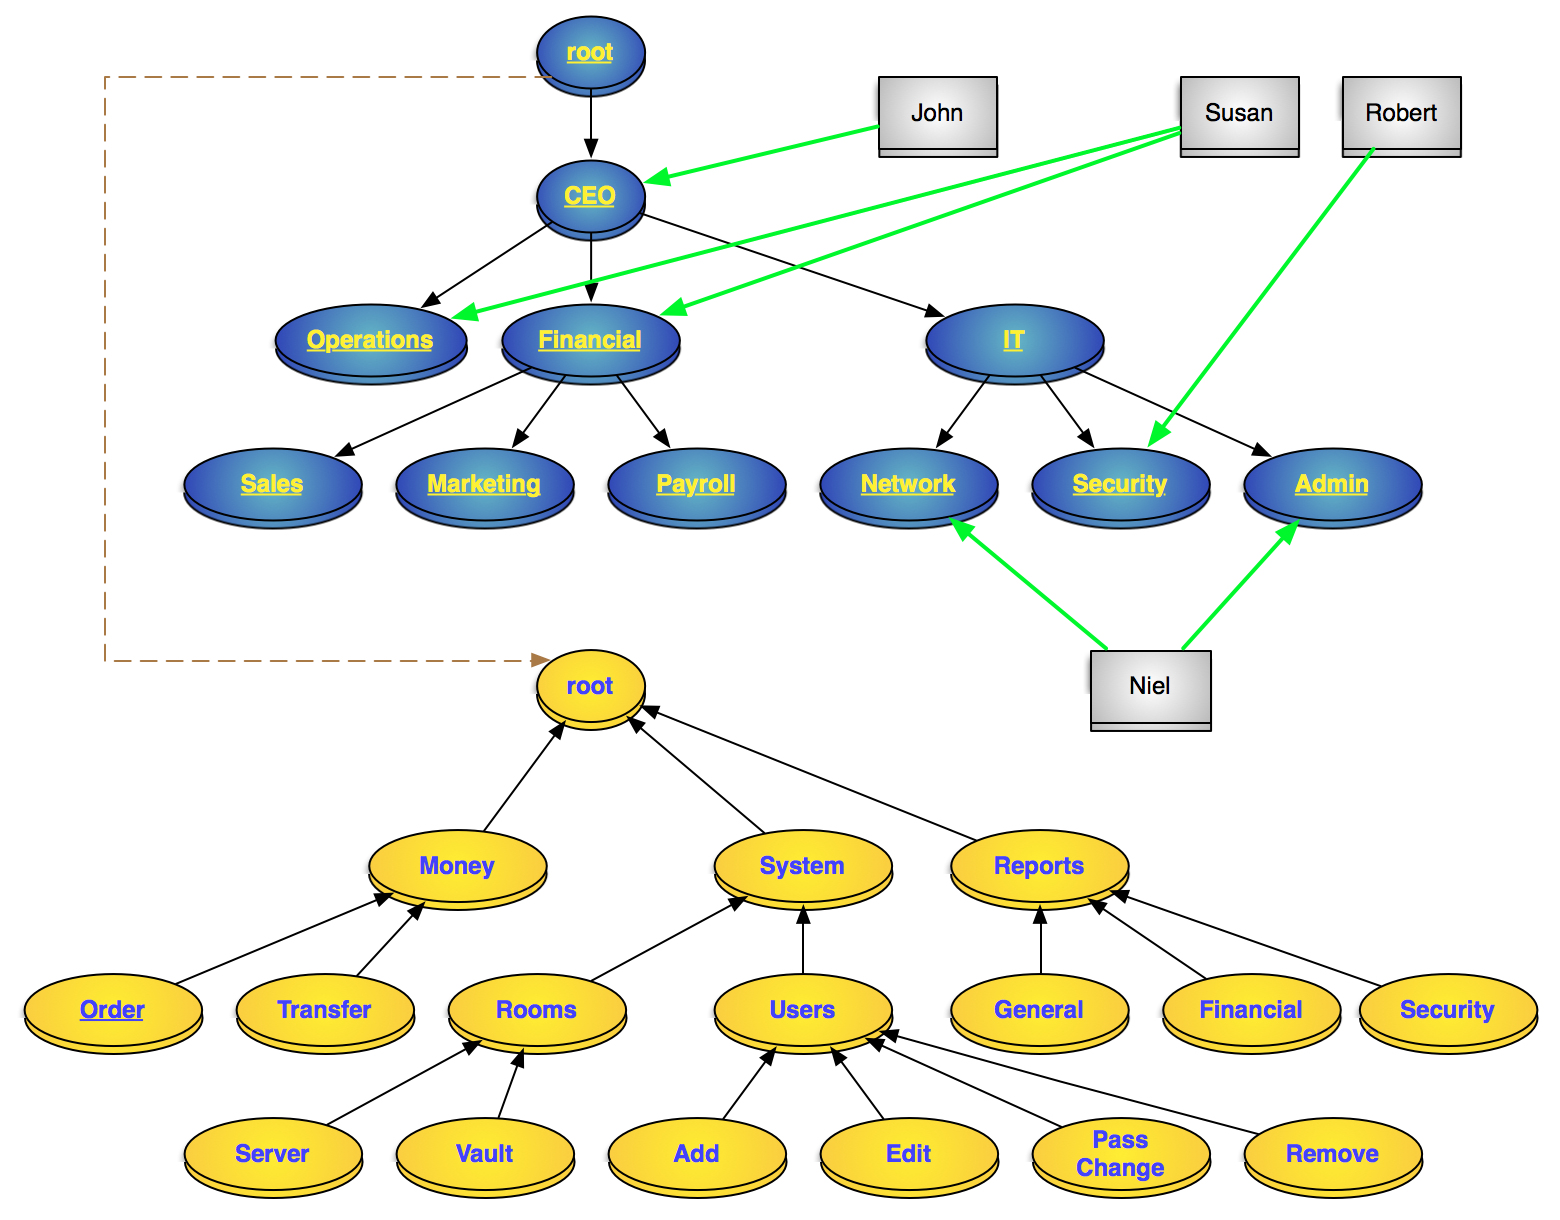 root
John
Susan
Robert
CEO
Operations
Financial
IT
Sales
Marketing
Payroll
Network
Security
Admin
root
Niel
Money
System
Reports
Order
Transfer
Rooms
Users
General
Financial
Security
Server
Vault
Add
Edit
Pass
Change
Remove